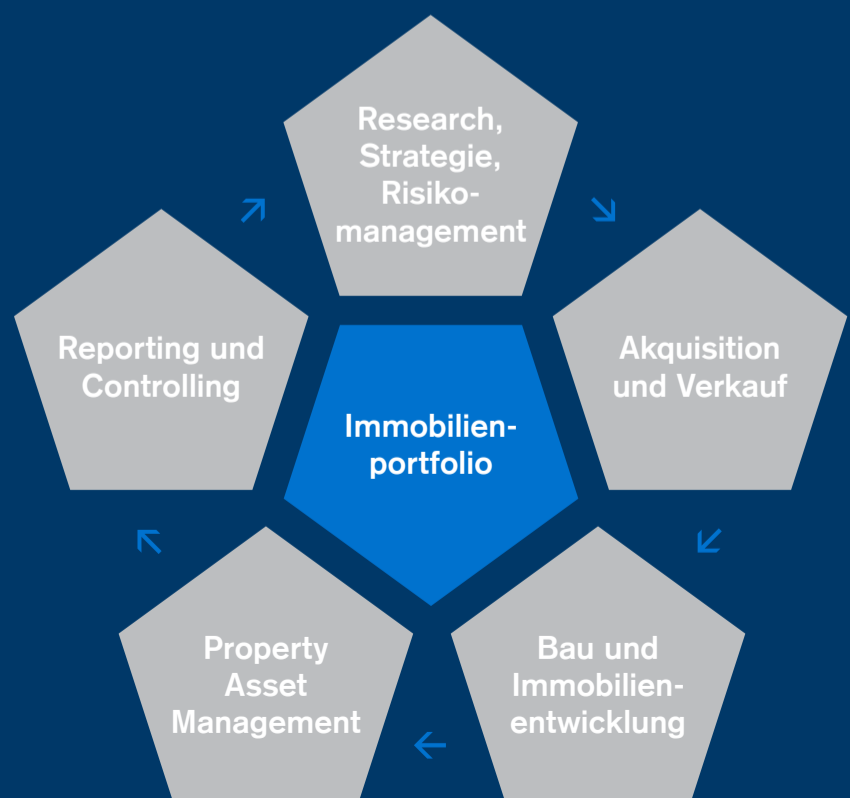 Research,
Strategie,
Risiko-
management
Reporting und
Controlling
Akquisition
und Verkauf
Immobilien-
portfolio
Property
Asset
Management
Bau und
Immobilien-
entwicklung